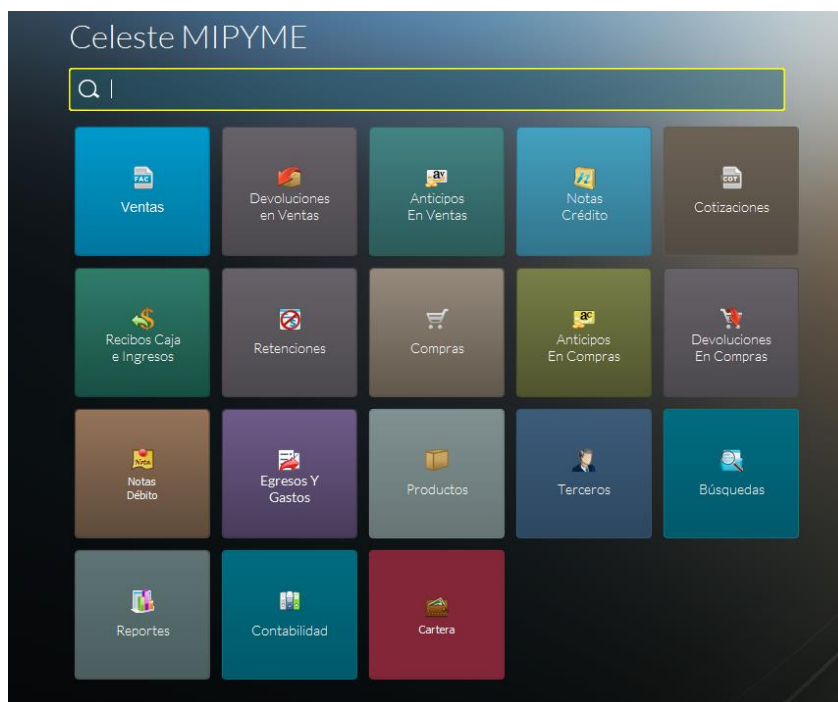 Celeste MIPYME
FAC
Ventas
Devoluciones
en Ventas
av
Anticipos
En Ventas
n
Notas
Crédito
COT
Cotizaciones
$
Recibos Caja
e Ingresos
Retenciones
Compras
ac
Anticipos
En Compras
Devoluciones
En Compras
Nota
Notas
Débito
Egresos Y
Gastos
Productos
Terceros
Búsquedas
Reportes
Contabilidad
Cartera